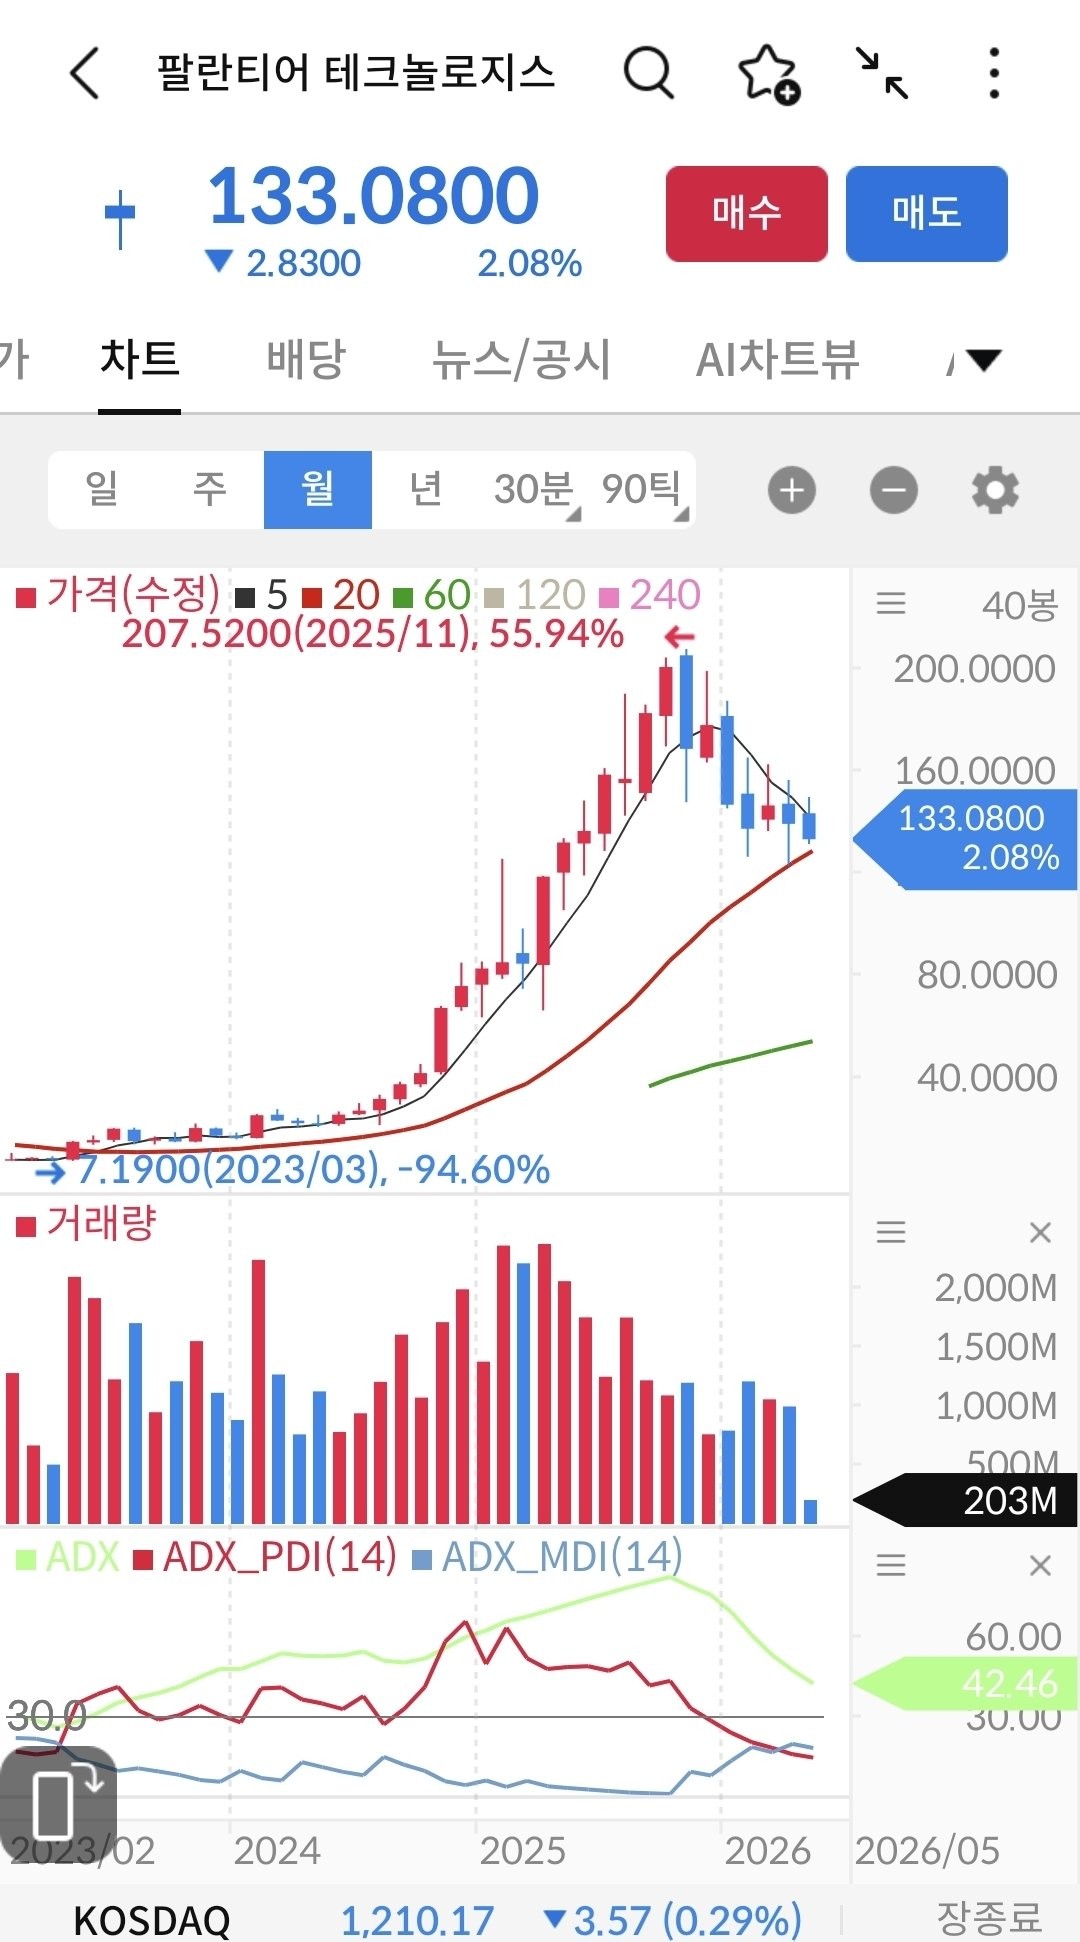 팔란티어 테크놀로지스
133.0800
▼ 2.8300 2.08%
매수 매도
가 차트 배당 뉴스/공시 AI차트뷰
일 주 월 년 30분 90틱
가격(수정) 5 20 60 120 240
40봉
207.5200(2025/11), 55.94%
200.0000
160.0000
133.0800
2.08%
80.0000
40.0000
7.1900(2023/03), -94.60%
거래량
2,000M
1,500M
1,000M
500M
203M
ADX ADX_PDI(14) ADX_MDI(14)
60.00
42.46
30.0
30.00
2023/02 2024 2025 2026 2026/05
KOSDAQ 1,210.17 ▼3.57 (0.29%) 장종료